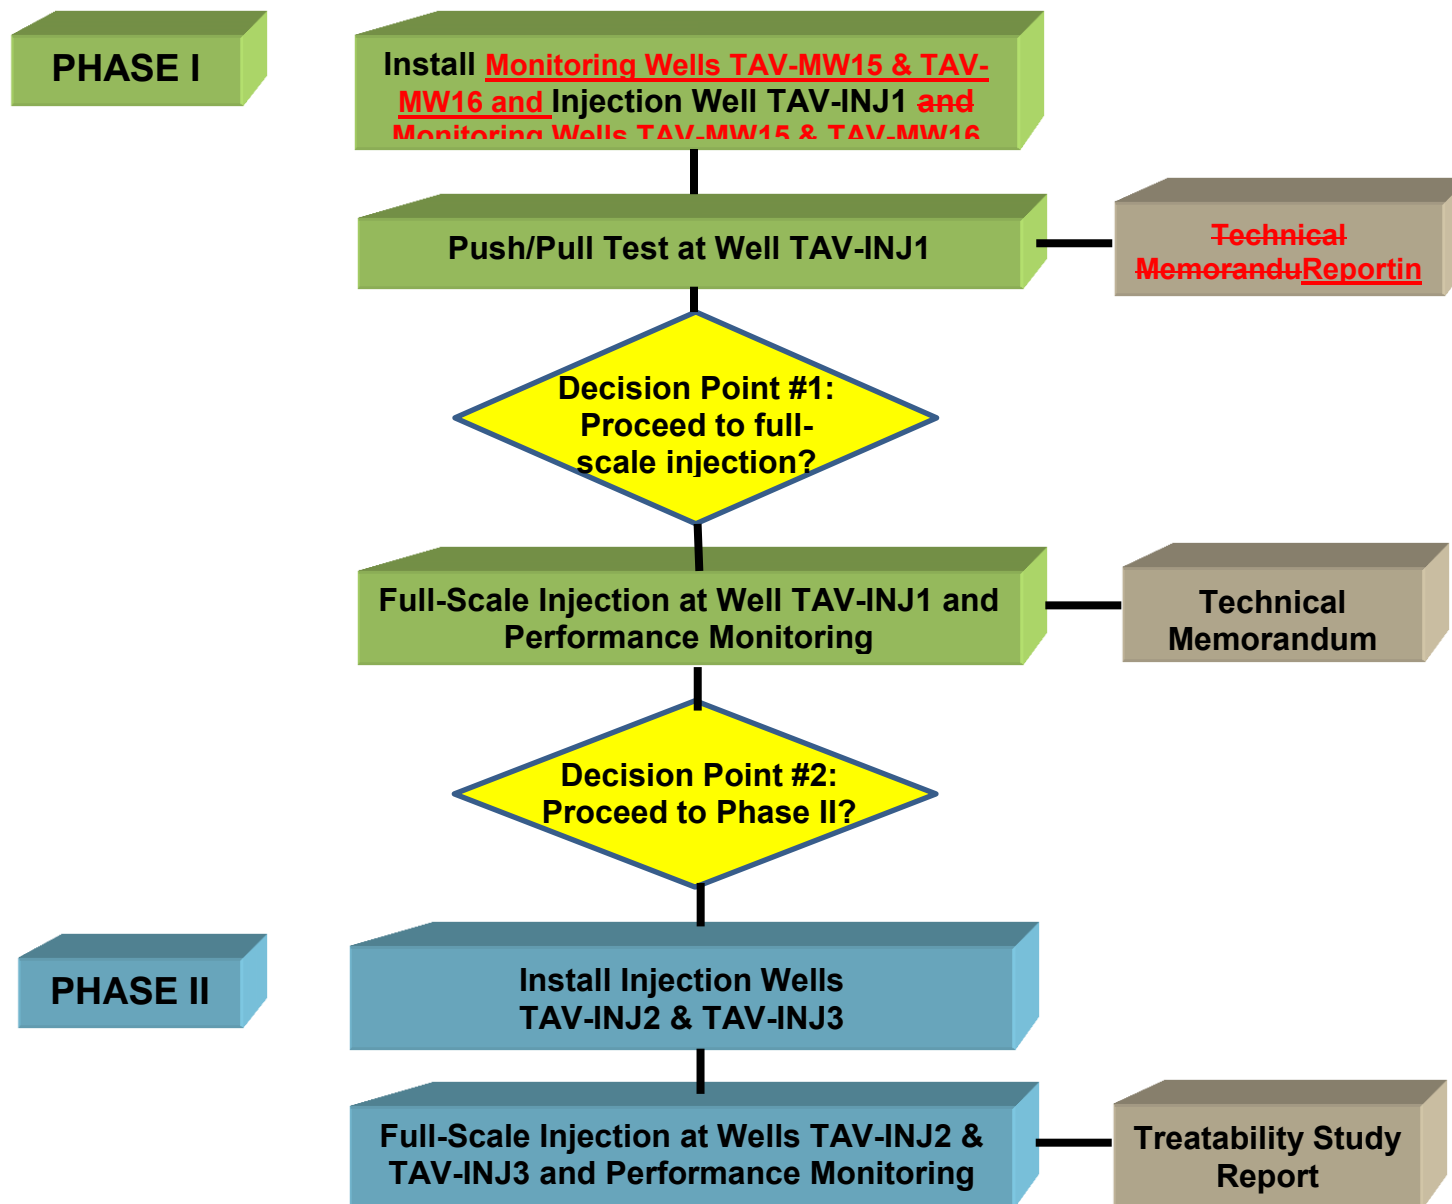 PHASE I
Install Monitoring Wells TAV-MW15 & TAV-
MW16 and Injection Well TAV-INJ1 and
Monitoring Wells TAV-MW15 & TAV-MW16
Push/Pull Test at Well TAV-INJ1
Technical
MemoranduReportin
Decision Point #1:
Proceed to full-
scale injection?
Full-Scale Injection at Well TAV-INJ1 and
Performance Monitoring
Technical
Memorandum
Decision Point #2:
Proceed to Phase II?
PHASE II
Install Injection Wells
TAV-INJ2 & TAV-INJ3
Full-Scale Injection at Wells TAV-INJ2 &
TAV-INJ3 and Performance Monitoring
Treatability Study
Report